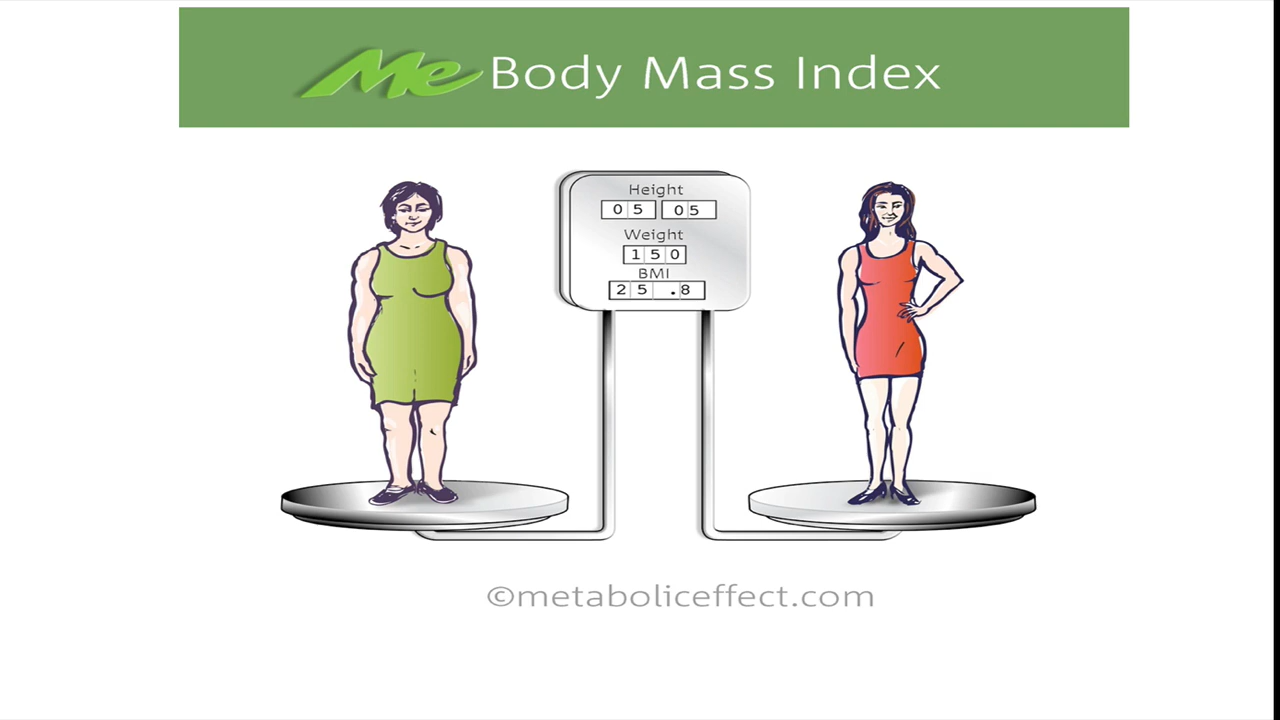 Me Body Mass Index
Height
05 05
Weight
150
BMI
25 .8
©metaboliceffect.com